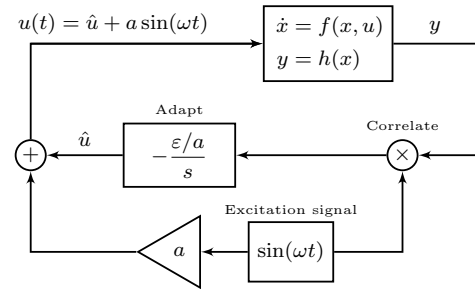 u(t) = û + a sin(ωt)
ẋ = f(x, u)
y = h(x)
y
Adapt
Correlate
+
û
−(ε/a)/s
×
Excitation signal
a
sin(ωt)